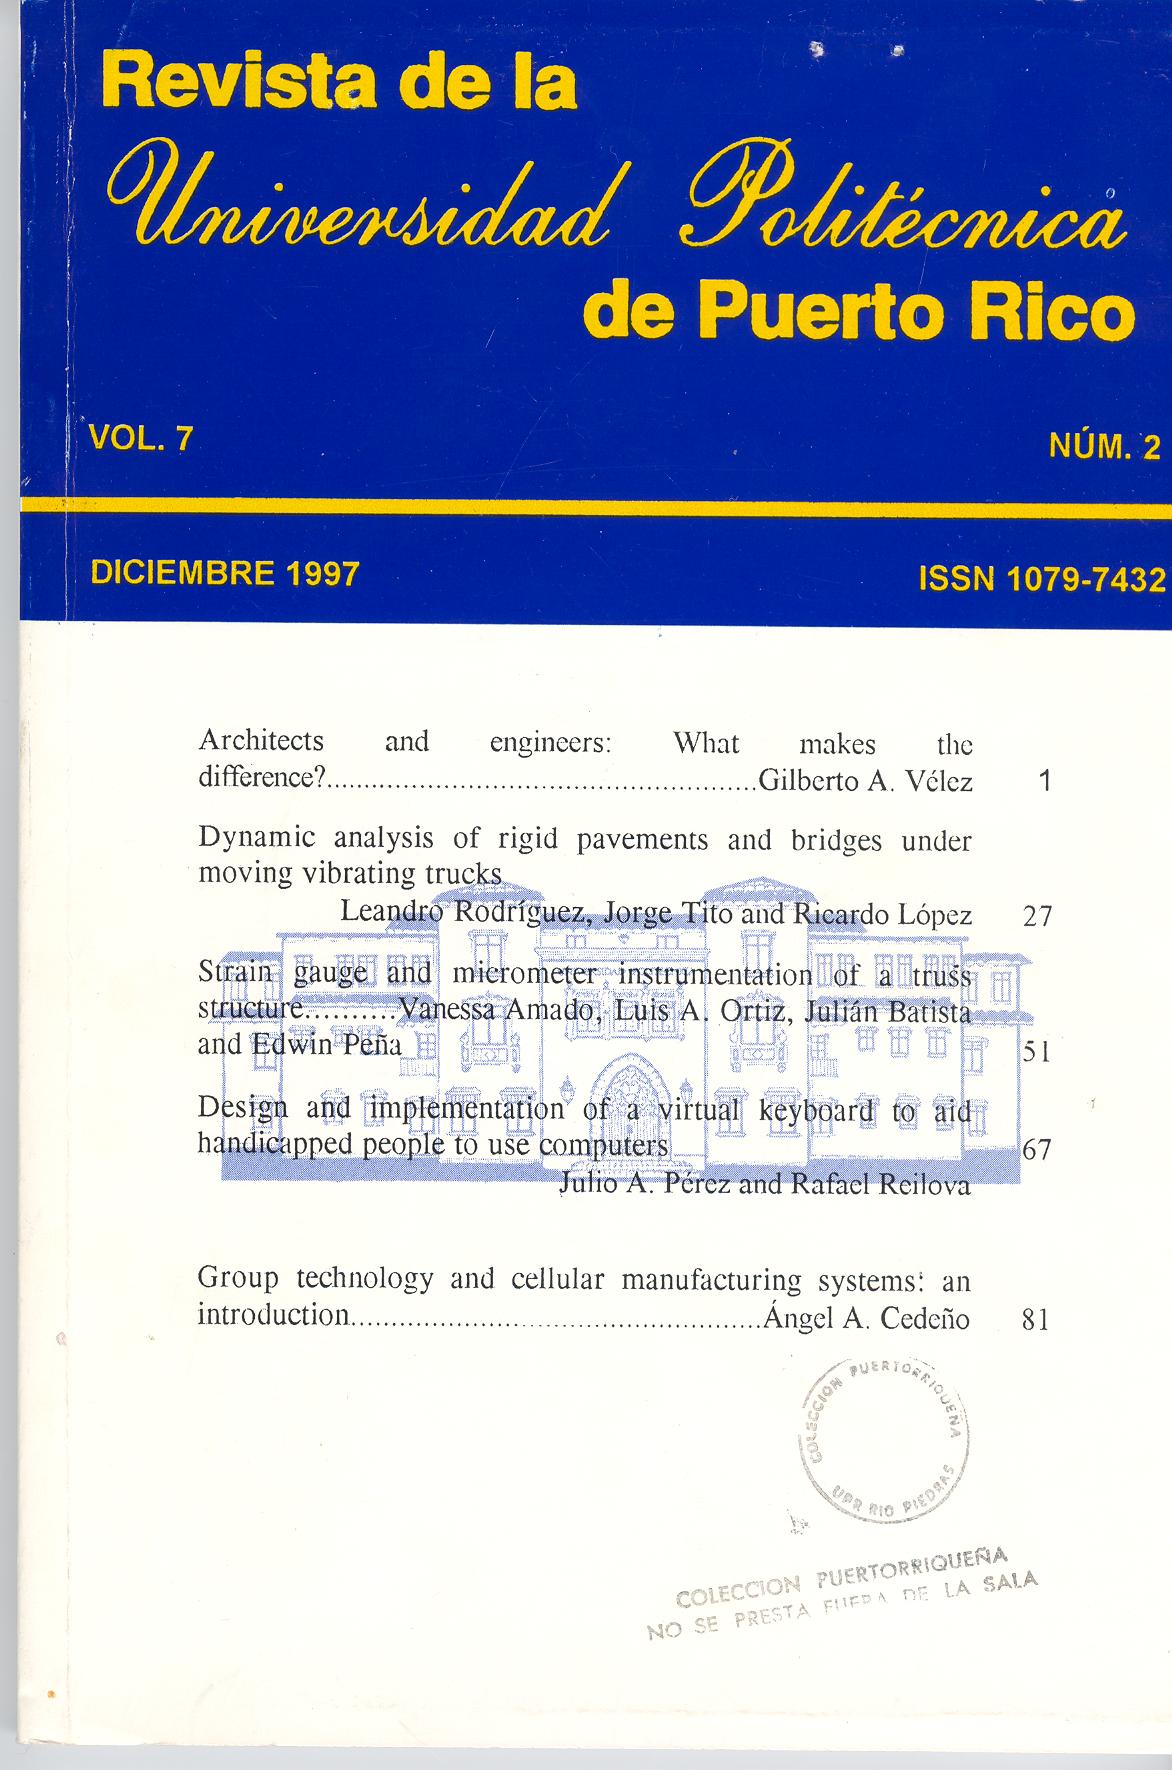 Revista de la
Universidad Politécnica
de Puerto Rico
VOL. 7 NÚM. 2
DICIEMBRE 1997 ISSN 1079-7432
Architects and engineers: What makes the
difference?......................................................Gilberto A. Vélez 1
Dynamic analysis of rigid pavements and bridges under
moving vibrating trucks
Leandro Rodríguez, Jorge Tito and Ricardo López 27
Strain gauge and micrometer instrumentation of a truss
structure..........Vanessa Amado, Luis A. Ortiz, Julián Batista
and Edwin Peña 51
Design and implementation of a virtual keyboard to aid
handicapped people to use computers 67
Julio A. Pérez and Rafael Reilova
Group technology and cellular manufacturing systems: an
introduction....................................................Ángel A. Cedeño 81
COLECCION PUERTORRIQUEÑA
UPR RIO PIEDRAS
COLECCION PUERTORRIQUEÑA
NO SE PRESTA FUERA DE LA SALA